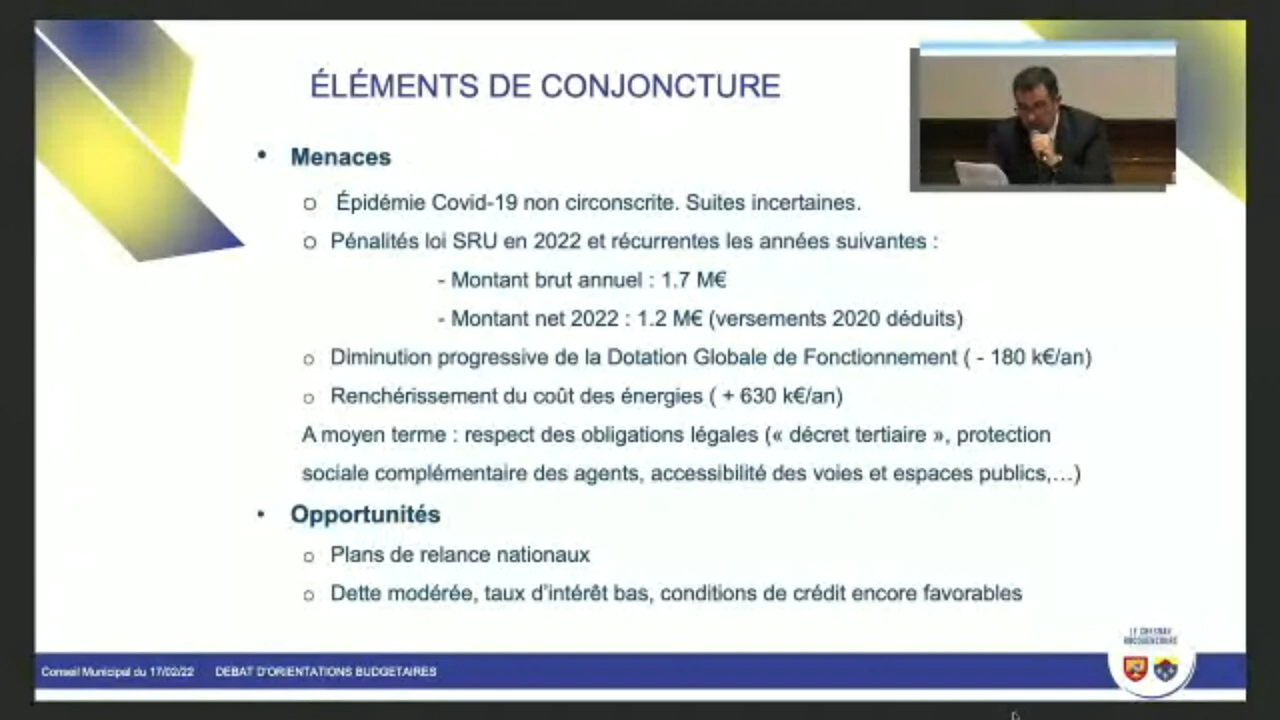 ÉLÉMENTS DE CONJONCTURE
• Menaces
o Épidémie Covid-19 non circonscrite. Suites incertaines.
o Pénalités loi SRU en 2022 et récurrentes les années suivantes :
- Montant brut annuel : 1.7 M€
- Montant net 2022 : 1.2 M€ (versements 2020 déduits)
o Diminution progressive de la Dotation Globale de Fonctionnement ( - 180 k€/an)
o Renchérissement du coût des énergies ( + 630 k€/an)
A moyen terme : respect des obligations légales (« décret tertiaire », protection
sociale complémentaire des agents, accessibilité des voies et espaces publics,…)
• Opportunités
o Plans de relance nationaux
o Dette modérée, taux d'intérêt bas, conditions de crédit encore favorables
LE CHESNAY
ROCQUENCOURT
Conseil Municipal du 17/02/22 DEBAT D'ORIENTATIONS BUDGETAIRES